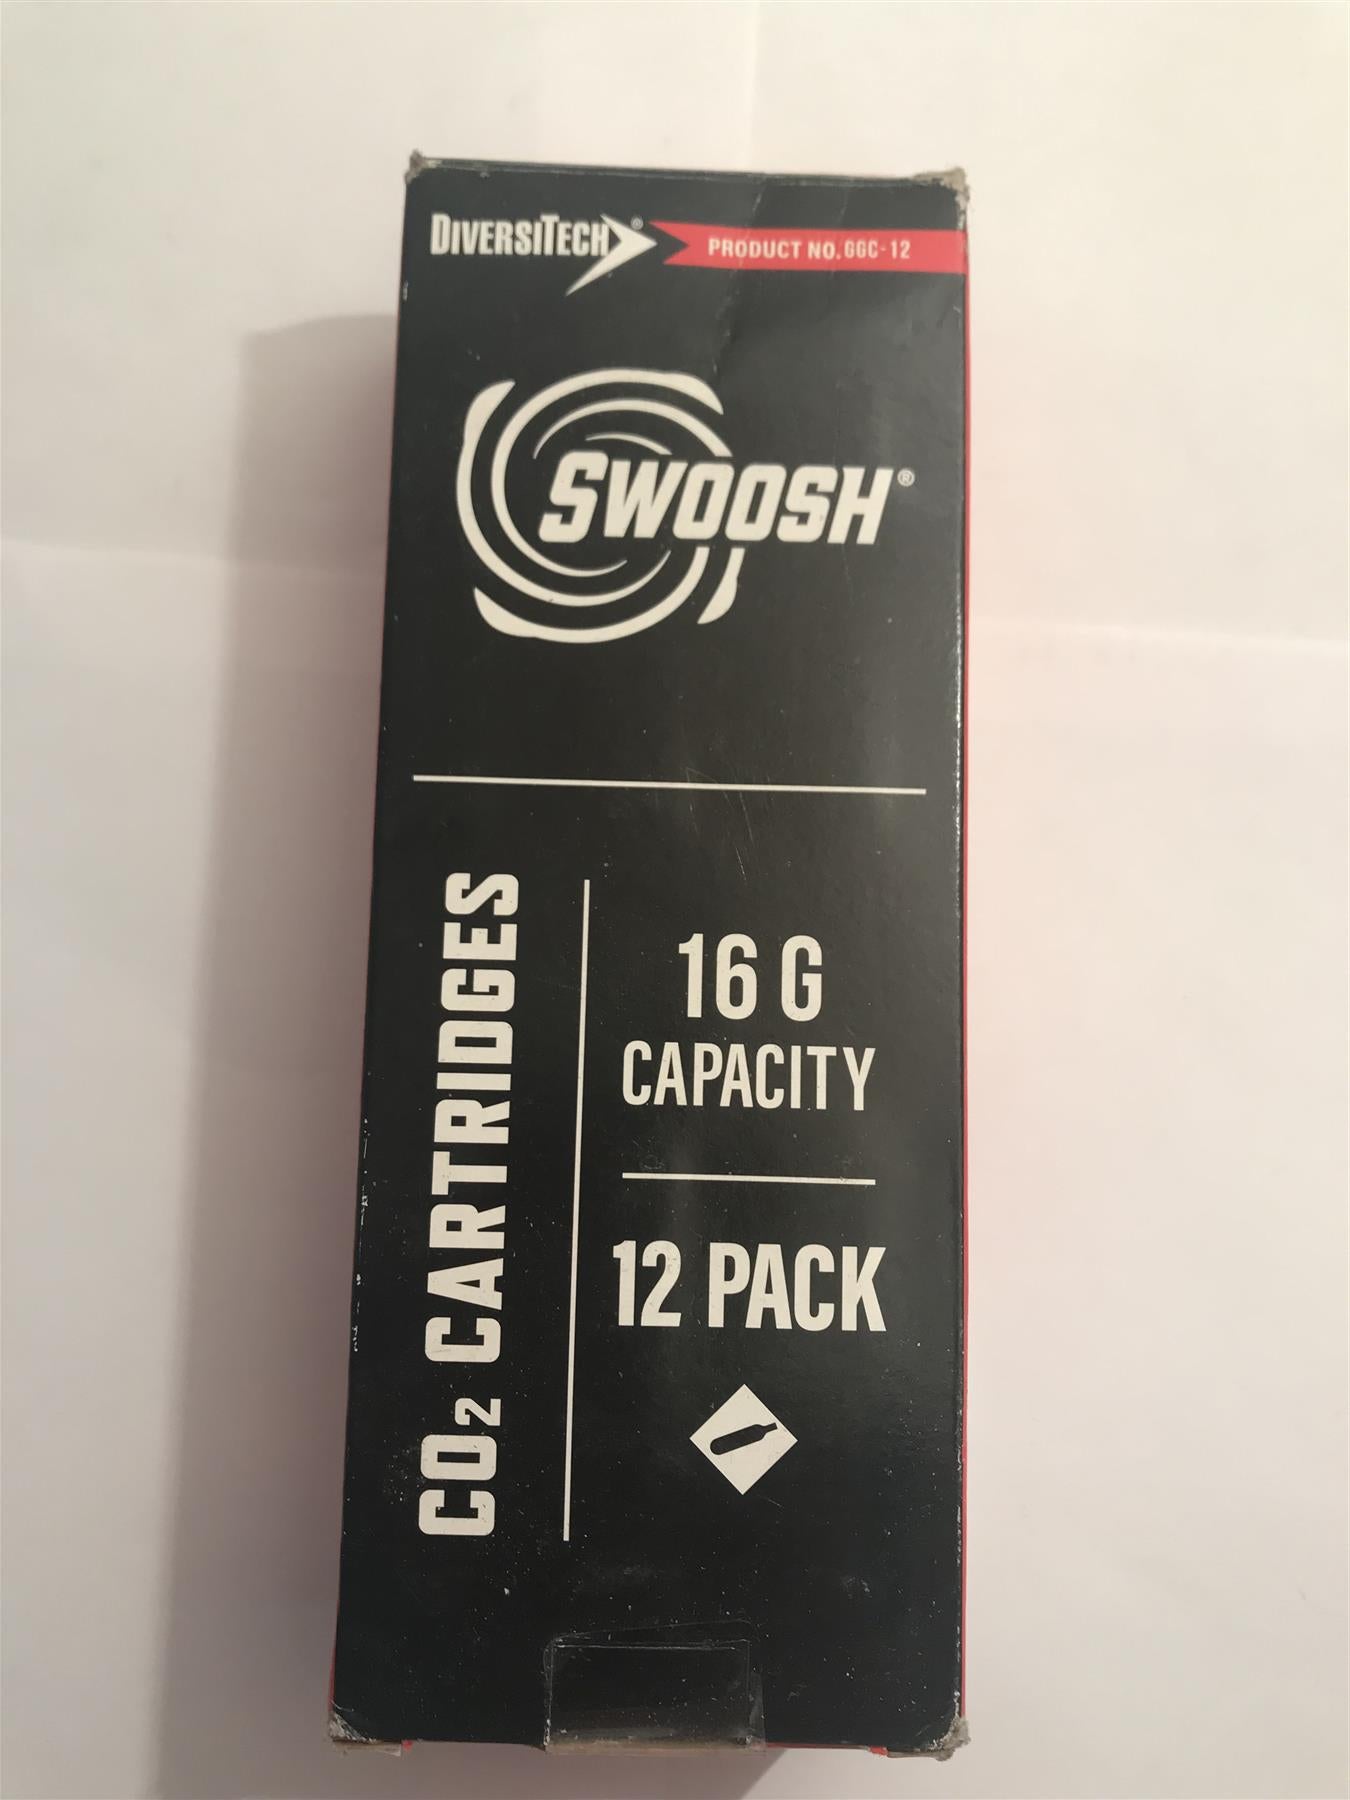 DIVERSITECH®
PRODUCT NO. GGC-12
SWOOSH®
CO2 CARTRIDGES
16 G
CAPACITY
12 PACK